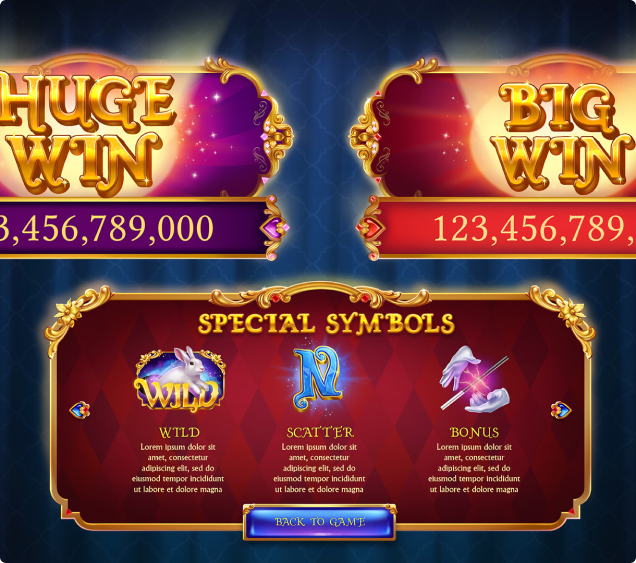 HUGE
WIN
3,456,789,000
BIG
WIN
123,456,789,
SPECIAL SYMBOLS
WILD
N
WILD
Lorem ipsum dolor sit
amet, consectetur
adipiscing elit, sed do
eiusmod tempor incididunt
ut labore et dolore magna
SCATTER
Lorem ipsum dolor sit
amet, consectetur
adipiscing elit, sed do
eiusmod tempor incididunt
ut labore et dolore magna
BONUS
Lorem ipsum dolor sit
amet, consectetur
adipiscing elit, sed do
eiusmod tempor incididunt
ut labore et dolore magna
BACK TO GAME